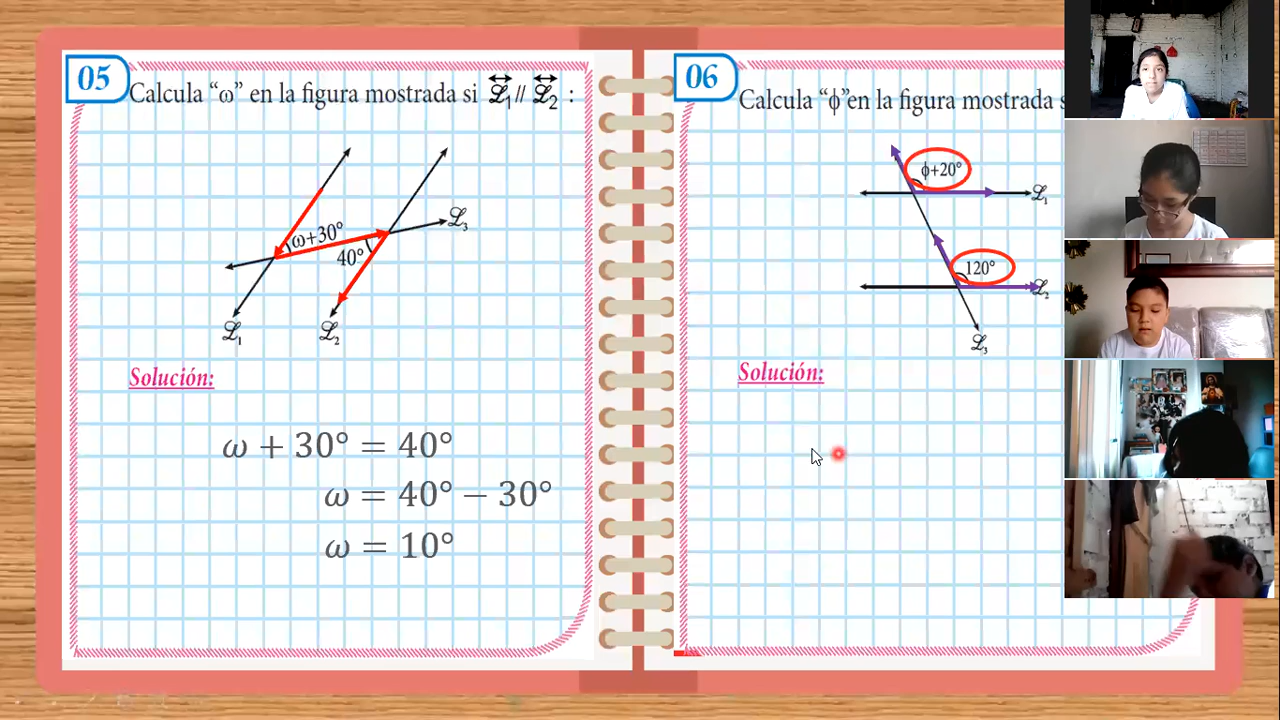 05
Calcula “ω” en la figura mostrada si ℒ₁ // ℒ₂ :
ω+30°
ℒ₃
40°
ℒ₁
ℒ₂
Solución:
ω + 30° = 40°
ω = 40° − 30°
ω = 10°
06
Calcula “ϕ”en la figura mostrada s
ϕ+20°
ℒ₁
120°
ℒ₂
ℒ₃
Solución: